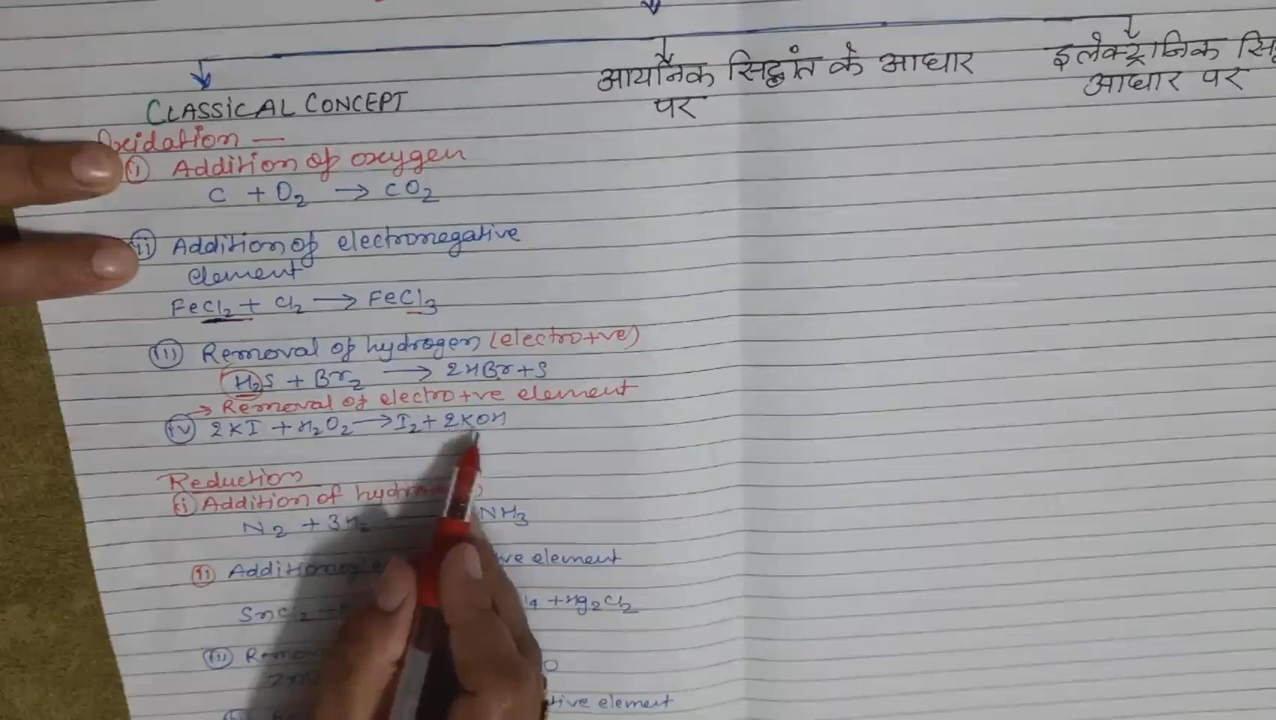 CLASSICAL CONCEPT
आयनिक सिद्धांत के आधार
पर
इलेक्ट्रानिक
आधार पर
Oxidation —
(i) Addition of oxygen
C + O2 → CO2
(ii) Addition of electronegative
element
FeCl2 + Cl2 → FeCl3
(iii) Removal of hydrogen (electro+ve)
H2S + Br2 → 2HBr + S
→ Removal of electro+ve element
(iv) 2KI + H2O2 → I2 + 2KOH
Reduction
(i) Addition of
N2 + 3H2 NH3
(ii) Addition ve element
SnCl2 + Hg2Cl2
(iii)
element